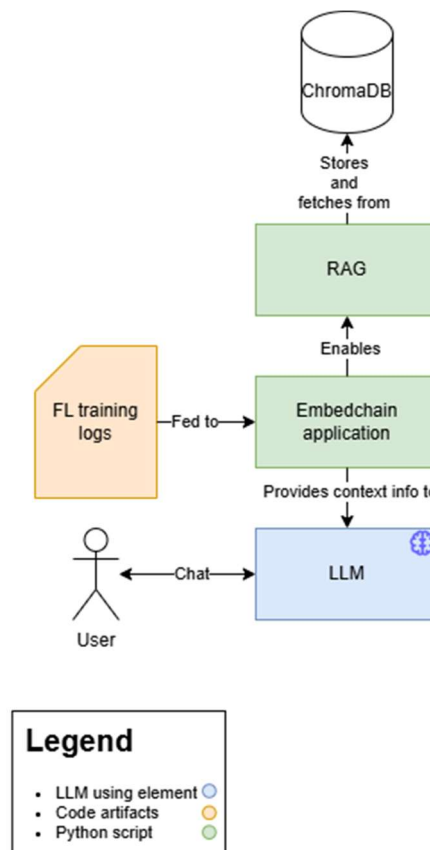 ChromaDB
Stores
and
fetches from
RAG
Enables
FL training
logs
Fed to
Embedchain
application
Provides context info to
LLM
Chat
User
Legend
• LLM using element
• Code artifacts
• Python script